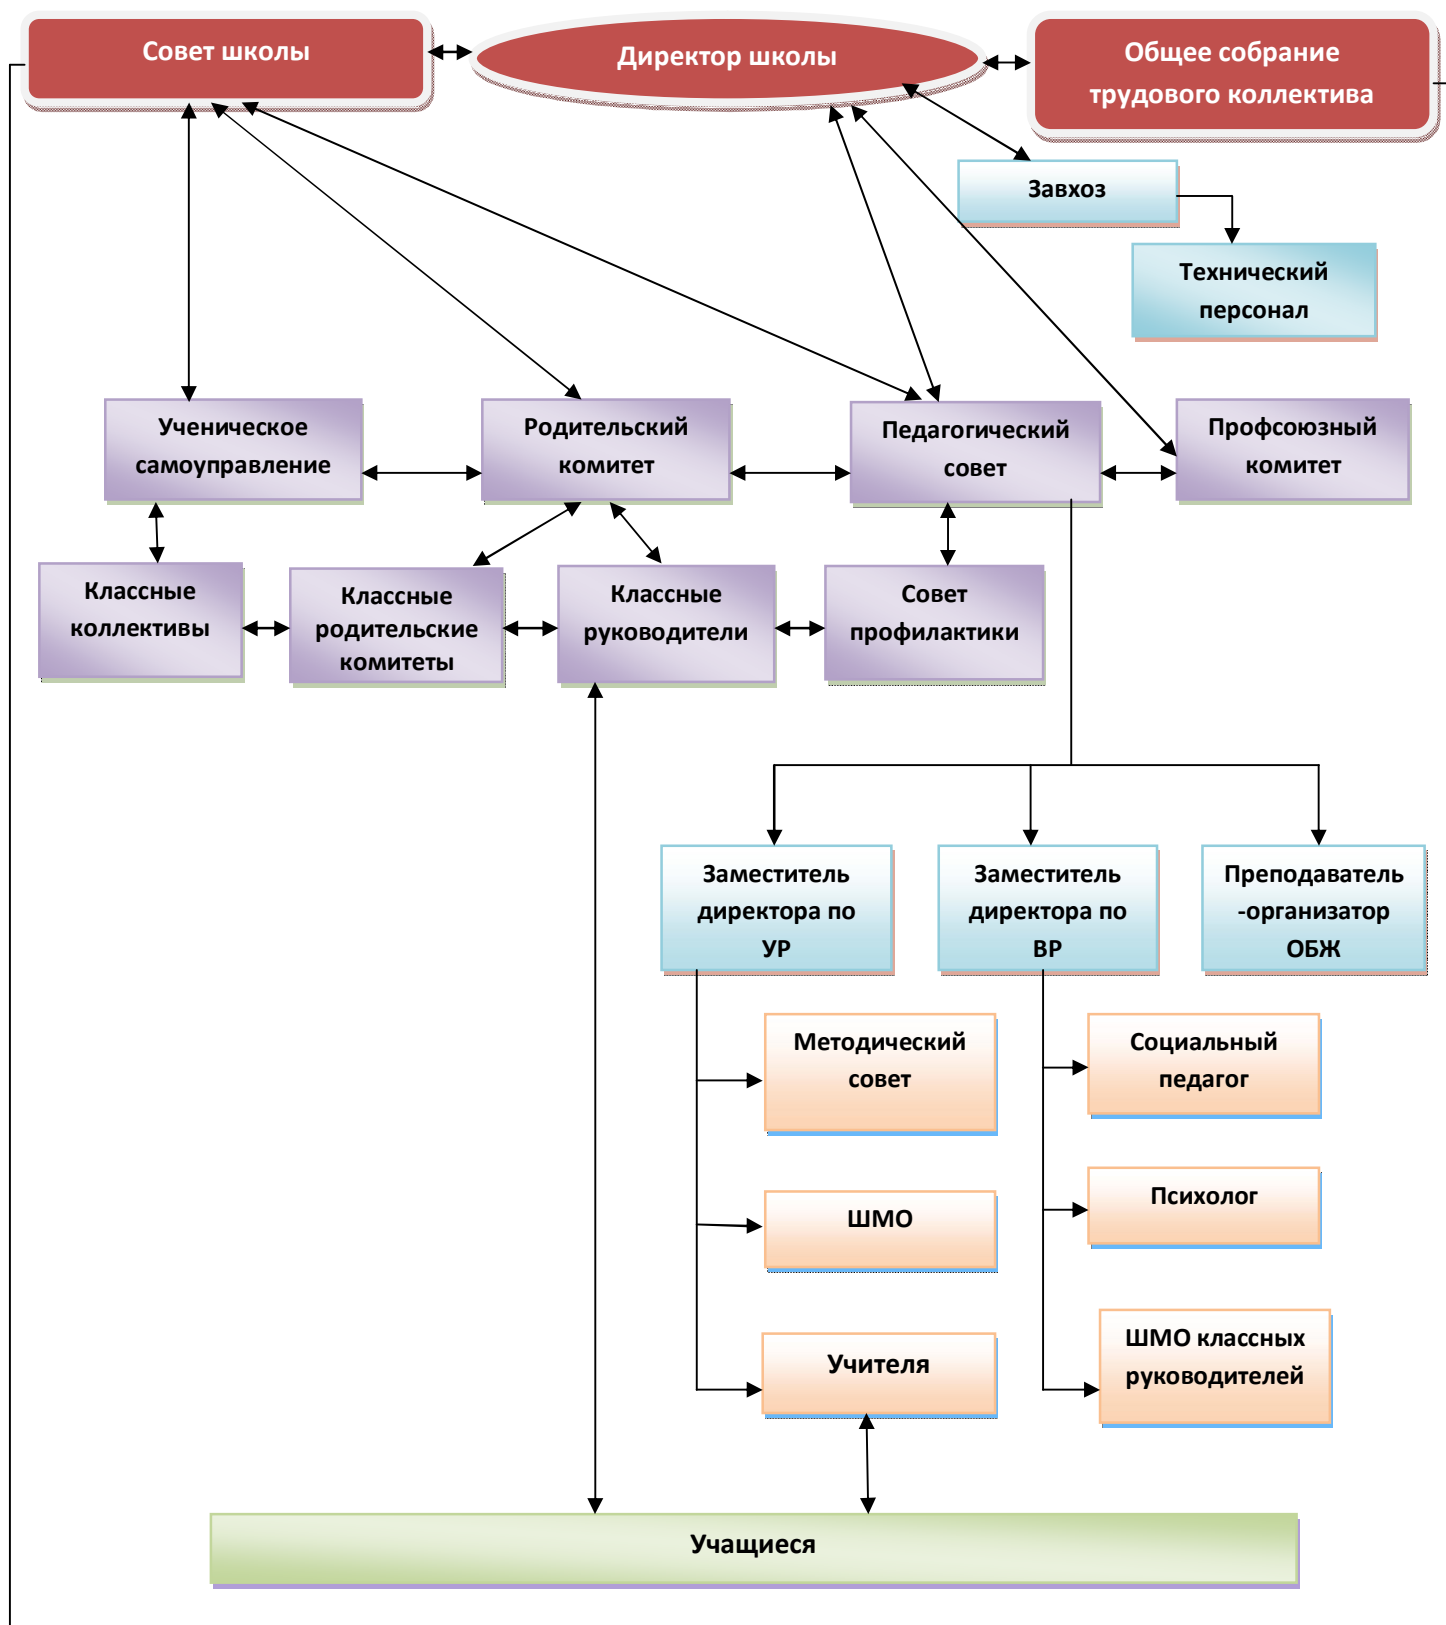 Совет школы
Директор школы
Общее собрание
трудового коллектива
Завхоз
Технический
персонал
Ученическое
самоуправление
Родительский
комитет
Педагогический
совет
Профсоюзный
комитет
Классные
коллективы
Классные
родительские
комитеты
Классные
руководители
Совет
профилактики
Заместитель
директора по
УР
Заместитель
директора по
ВР
Преподаватель
-организатор
ОБЖ
Методический
совет
Социальный
педагог
ШМО
Психолог
Учителя
ШМО классных
руководителей
Учащиеся